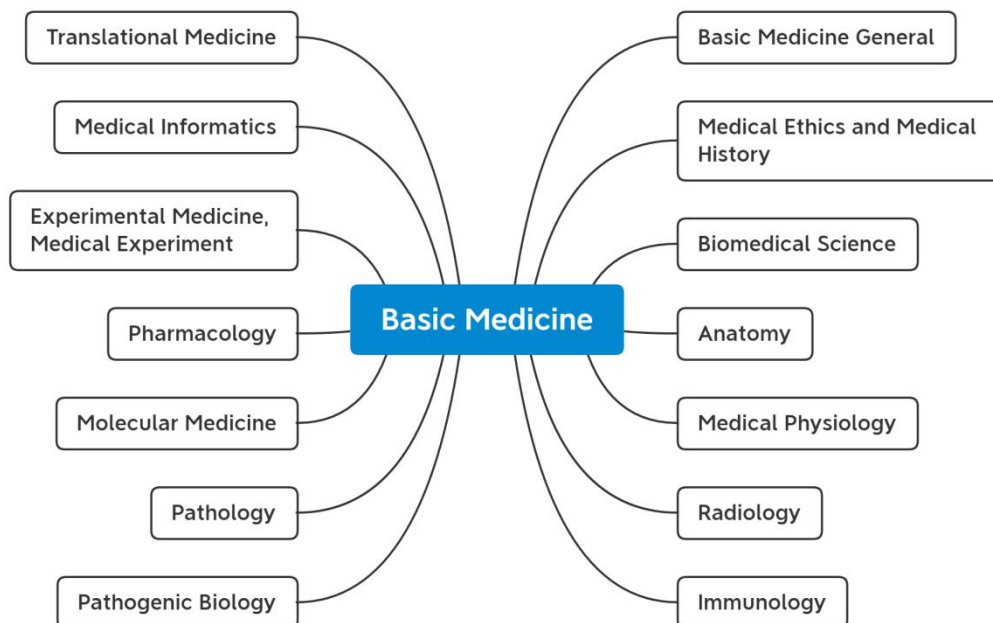 Translational Medicine
Medical Informatics
Experimental Medicine,
Medical Experiment
Pharmacology
Molecular Medicine
Pathology
Pathogenic Biology
Basic Medicine
Basic Medicine General
Medical Ethics and Medical
History
Biomedical Science
Anatomy
Medical Physiology
Radiology
Immunology